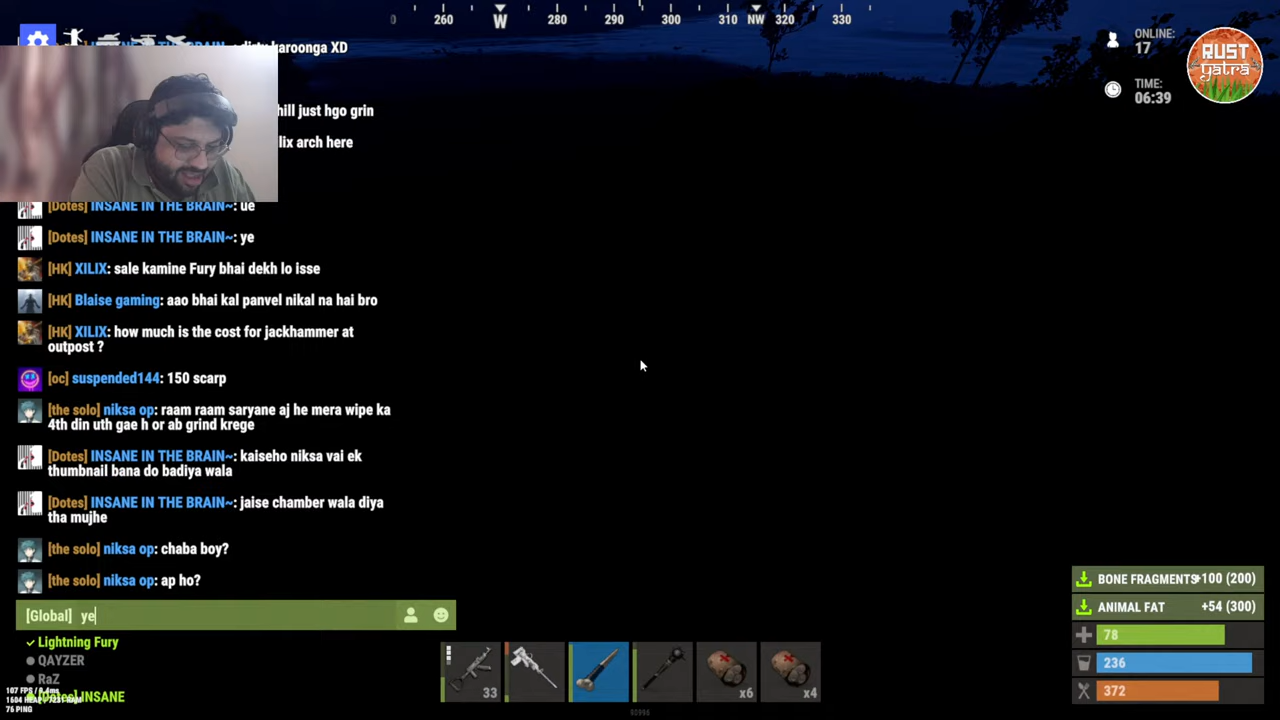 260 W 280 290 300 310 NW 320 330
ONLINE:
17
RUST
yatra
TIME:
06:39
karoonga XD
just hgo grin
arch here
[Dotes] INSANE IN THE BRAIN~: ue
[Dotes] INSANE IN THE BRAIN~: ye
[HK] XILIX: sale kamine Fury bhai dekh lo isse
[HK] Blaise gaming: aao bhai kal panvel nikal na hai bro
[HK] XILIX: how much is the cost for jackhammer at
outpost ?
[oc] suspended144: 150 scarp
[the solo] niksa op: raam raam saryane aj he mera wipe ka
4th din uth gae h or ab grind krege
[Dotes] INSANE IN THE BRAIN~: kaiseho niksa vai ek
thumbnail bana do badiya wala
[Dotes] INSANE IN THE BRAIN~: jaise chamber wala diya
tha mujhe
[the solo] niksa op: chaba boy?
[the solo] niksa op: ap ho?
[Global] ye
Lightning Fury
QAYZER
RaZ
[Dotes] INSANE
107 FPS
76 PING
33
x6
x4
BONE FRAGMENTS +100 (200)
ANIMAL FAT +54 (300)
78
236
372